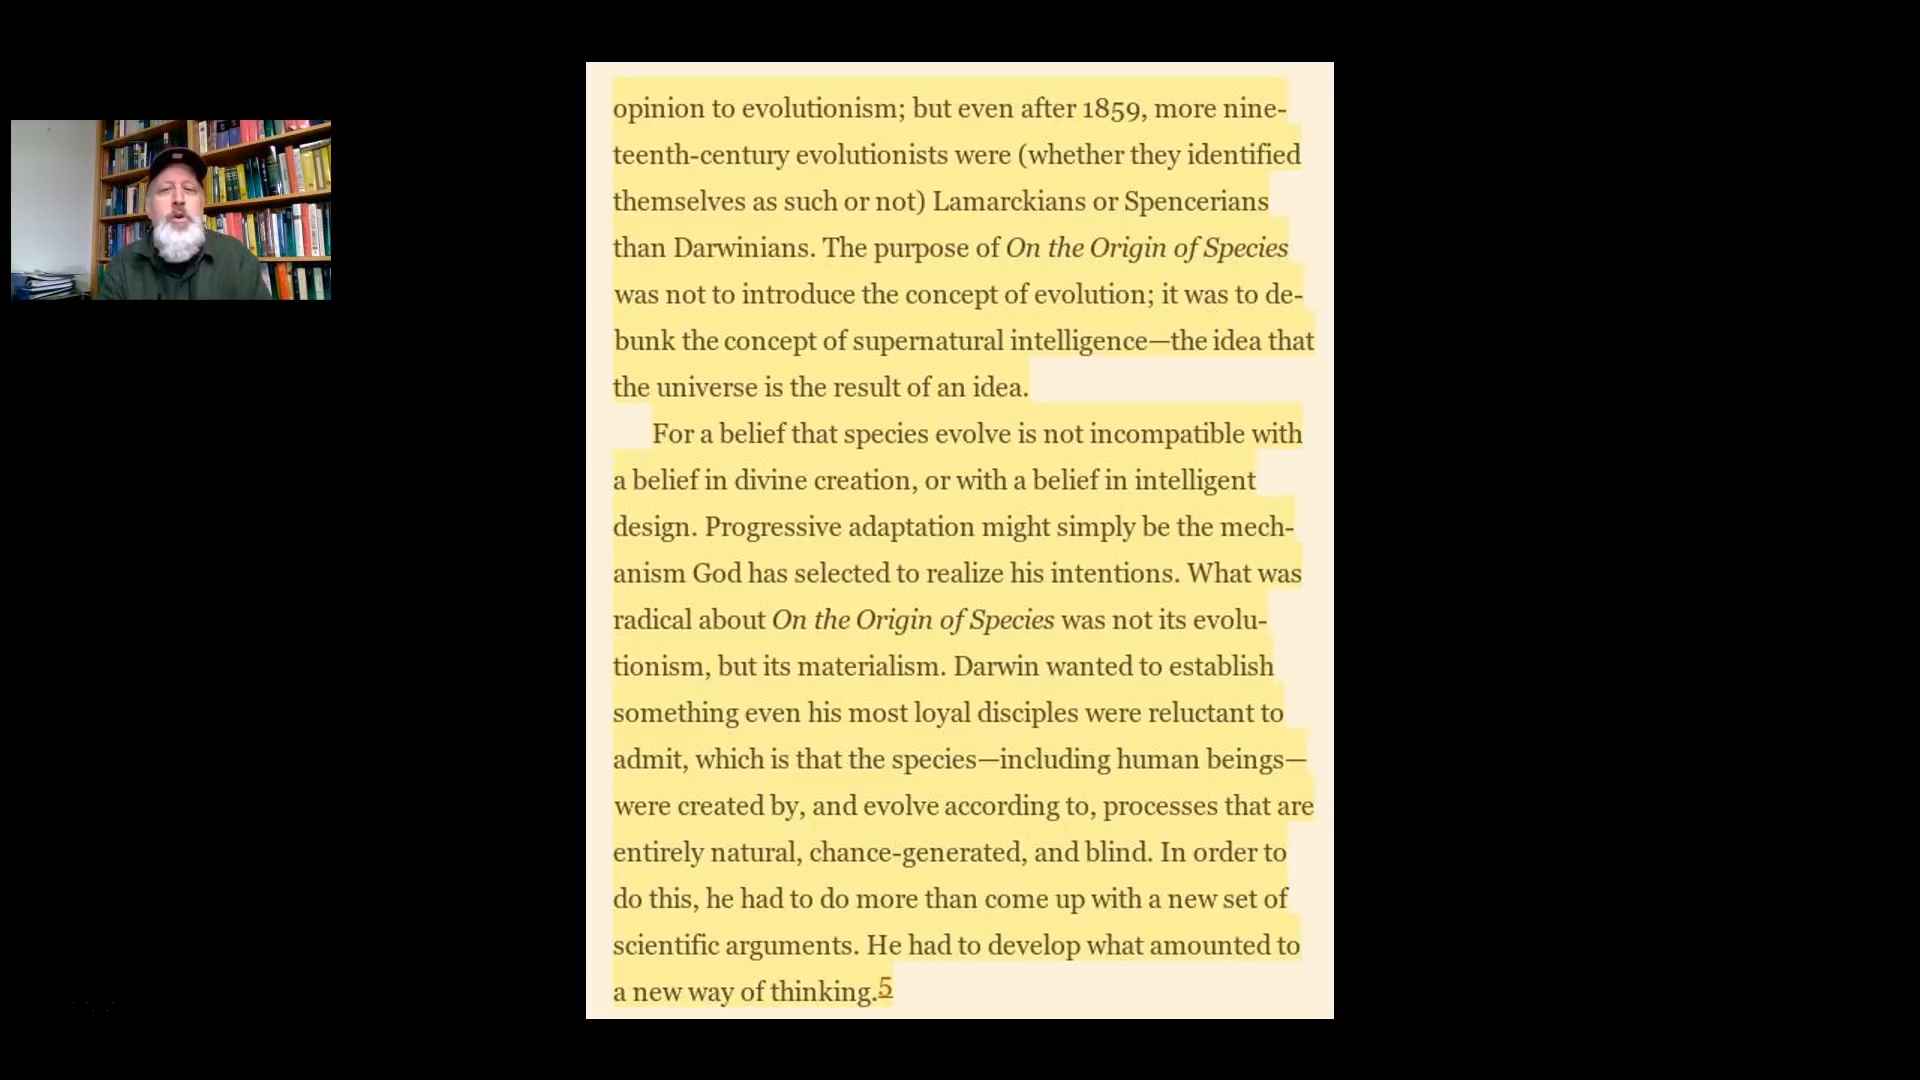 opinion to evolutionism; but even after 1859, more nine-
teenth-century evolutionists were (whether they identified
themselves as such or not) Lamarckians or Spencerians
than Darwinians. The purpose of On the Origin of Species
was not to introduce the concept of evolution; it was to de-
bunk the concept of supernatural intelligence—the idea that
the universe is the result of an idea.
For a belief that species evolve is not incompatible with
a belief in divine creation, or with a belief in intelligent
design. Progressive adaptation might simply be the mech-
anism God has selected to realize his intentions. What was
radical about On the Origin of Species was not its evolu-
tionism, but its materialism. Darwin wanted to establish
something even his most loyal disciples were reluctant to
admit, which is that the species—including human beings—
were created by, and evolve according to, processes that are
entirely natural, chance-generated, and blind. In order to
do this, he had to do more than come up with a new set of
scientific arguments. He had to develop what amounted to
a new way of thinking.5